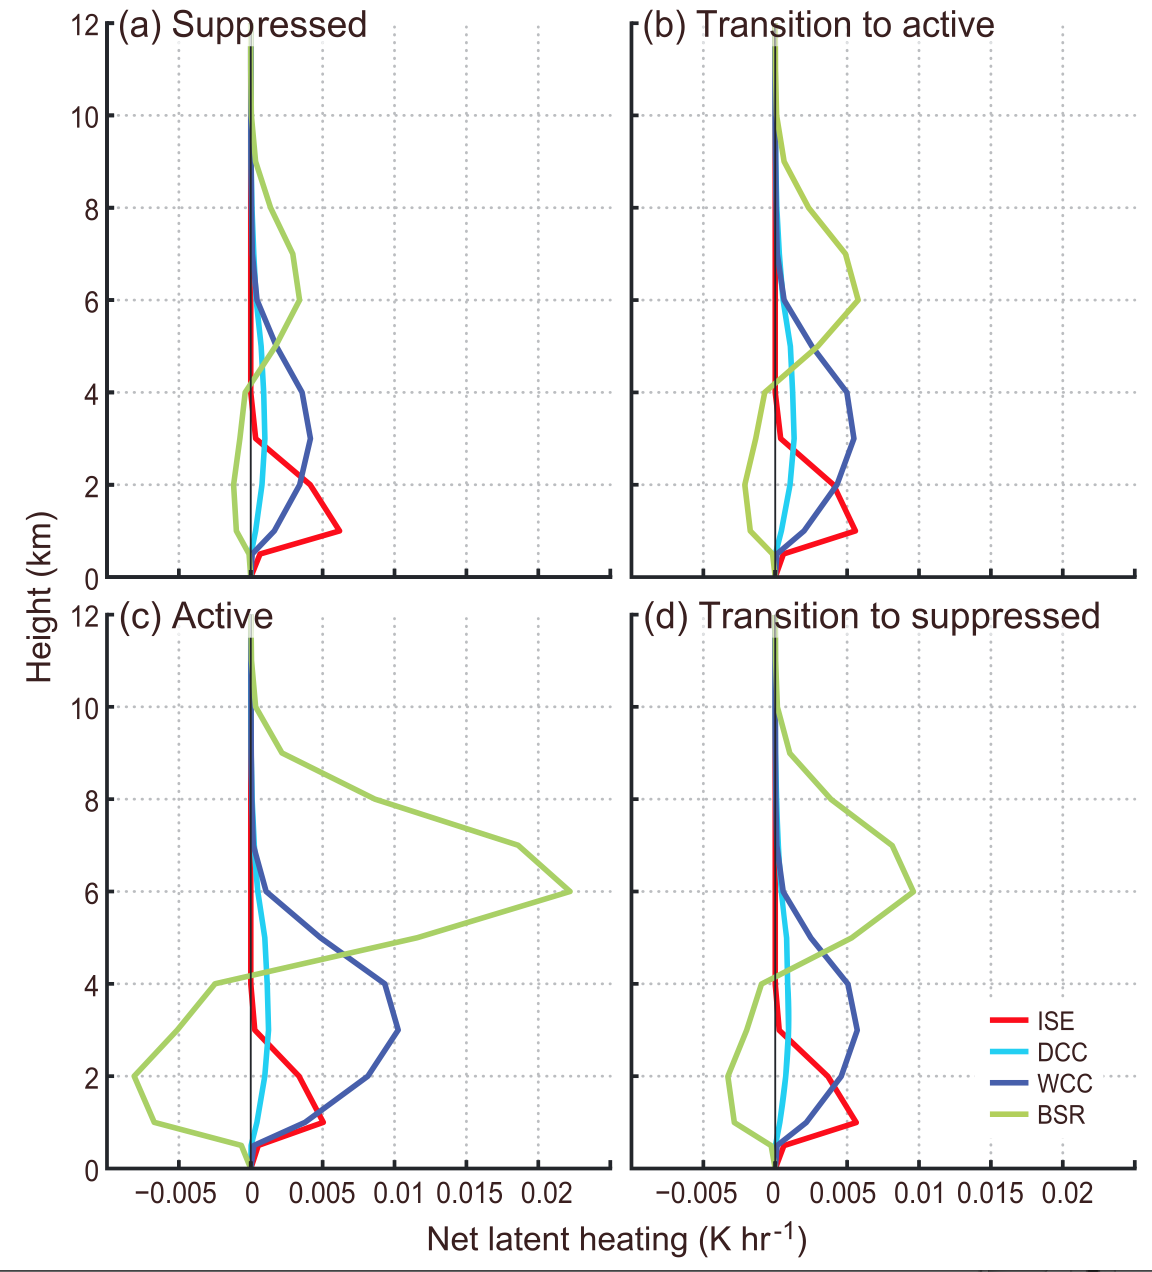 (a) Suppressed
(b) Transition to active
12
10
8
6
4
2
0
Height (km)
(c) Active
(d) Transition to suppressed
12
10
8
6
4
2
0
ISE
DCC
WCC
BSR
−0.005 0 0.005 0.01 0.015 0.02
−0.005 0 0.005 0.01 0.015 0.02
Net latent heating (K hr⁻¹)